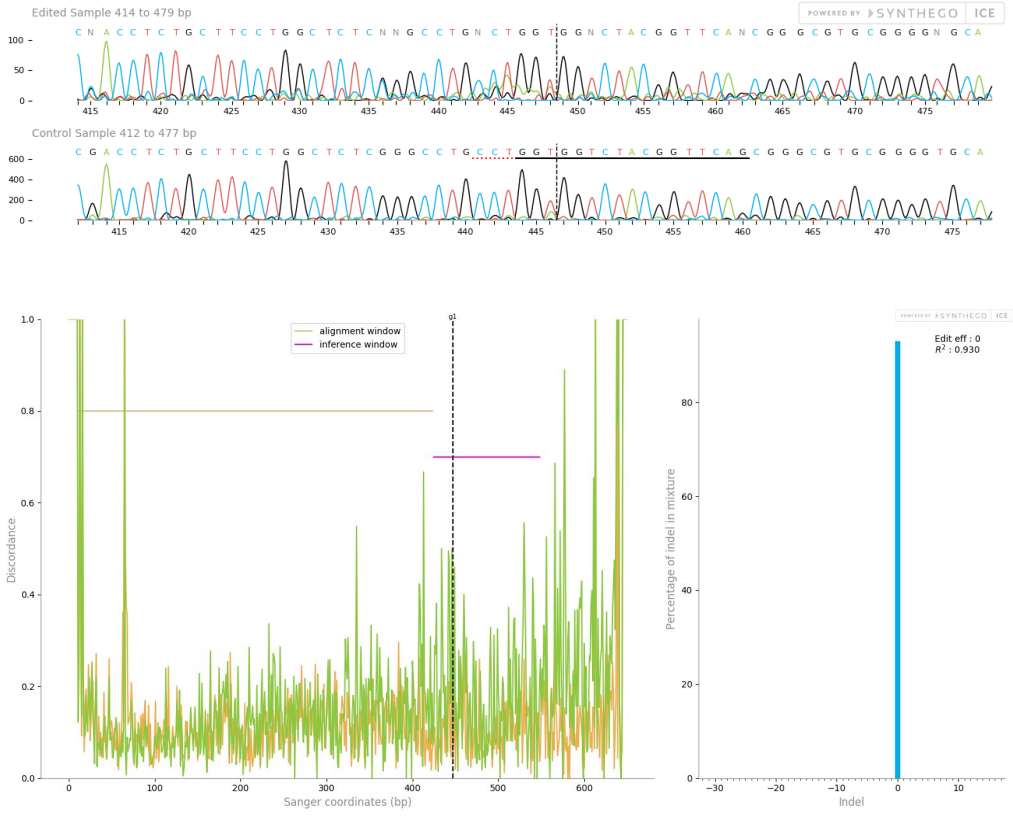 Edited Sample 414 to 479 bp
POWERED BY SYNTHEGO ICE
C N A C C T C T G C T T C C T G G C T C T C N N G C C T G N C T G G T G G N C T A C G G T T C A N C G G G C G T G C G G G G N G C A
100
50
0
415 420 425 430 435 440 445 450 455 460 465 470 475
Control Sample 412 to 477 bp
C G A C C T C T G C T T C C T G G C T C T C G G G C C T G C C T G G T G G T C T A C G G T T C A G C G G G C G T G C G G G G T G C A
600
400
200
0
415 420 425 430 435 440 445 450 455 460 465 470 475
g1
POWERED BY SYNTHEGO ICE
1.0
0.8
0.6
0.4
0.2
0.0
Discordance
alignment window
inference window
0 100 200 300 400 500 600
Sanger coordinates (bp)
Edit eff : 0
R² : 0.930
80
60
40
20
0
Percentage of indel in mixture
−30 −20 −10 0 10
Indel